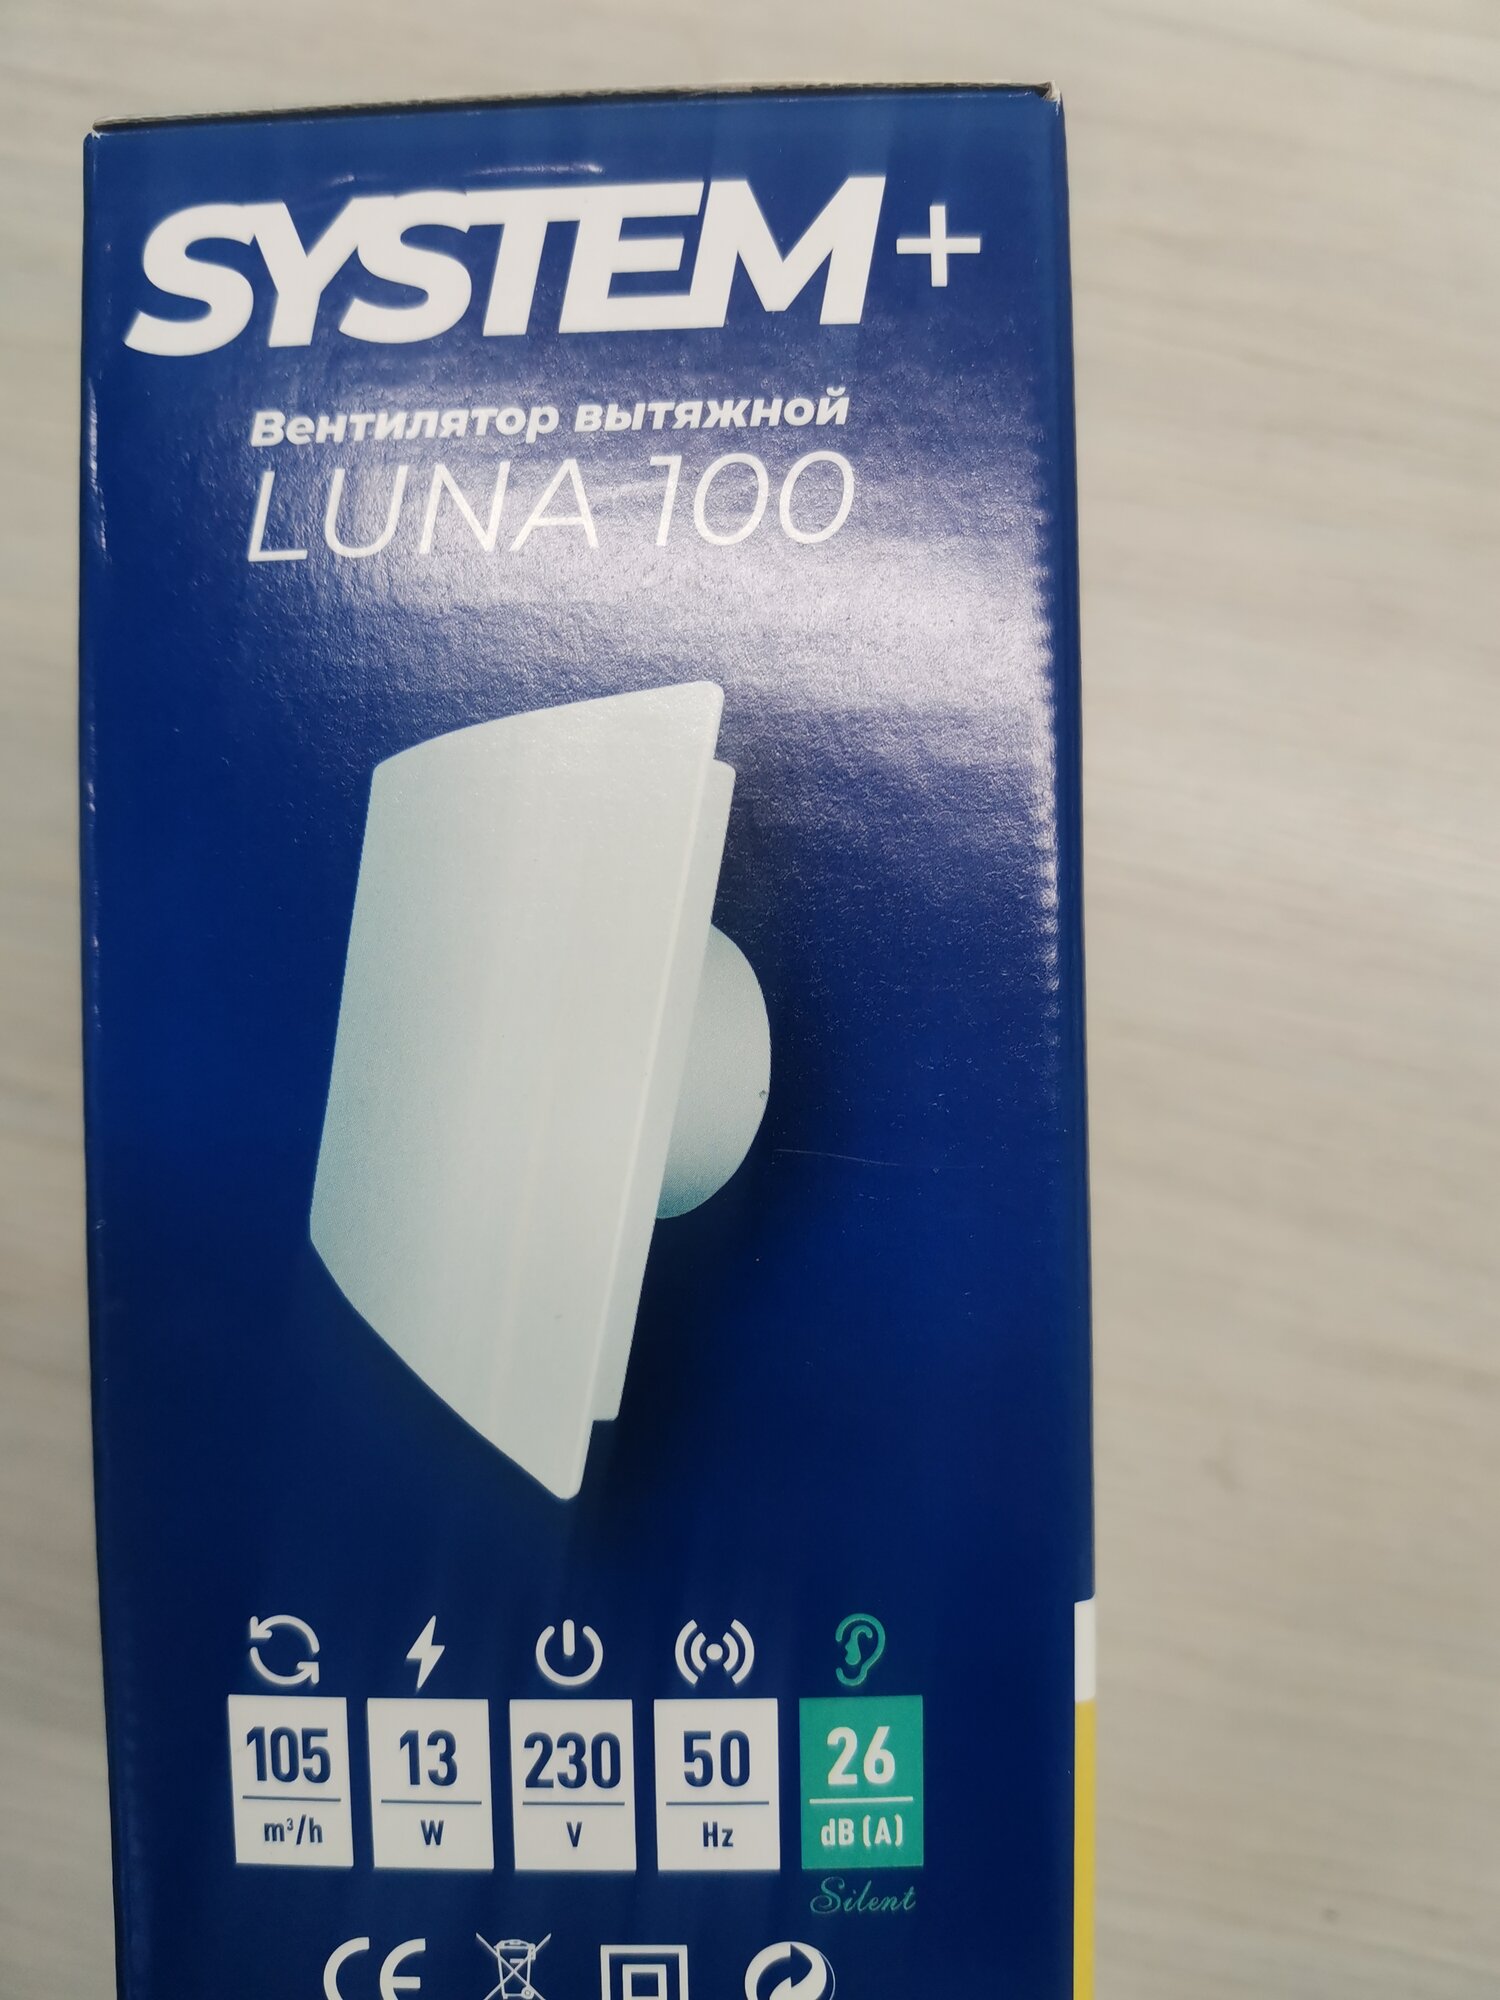 SYSTEM+
Вентилятор вытяжной
LUNA 100
105 13 230 50 26
m³/h W V Hz dB (A)
Silent
CE